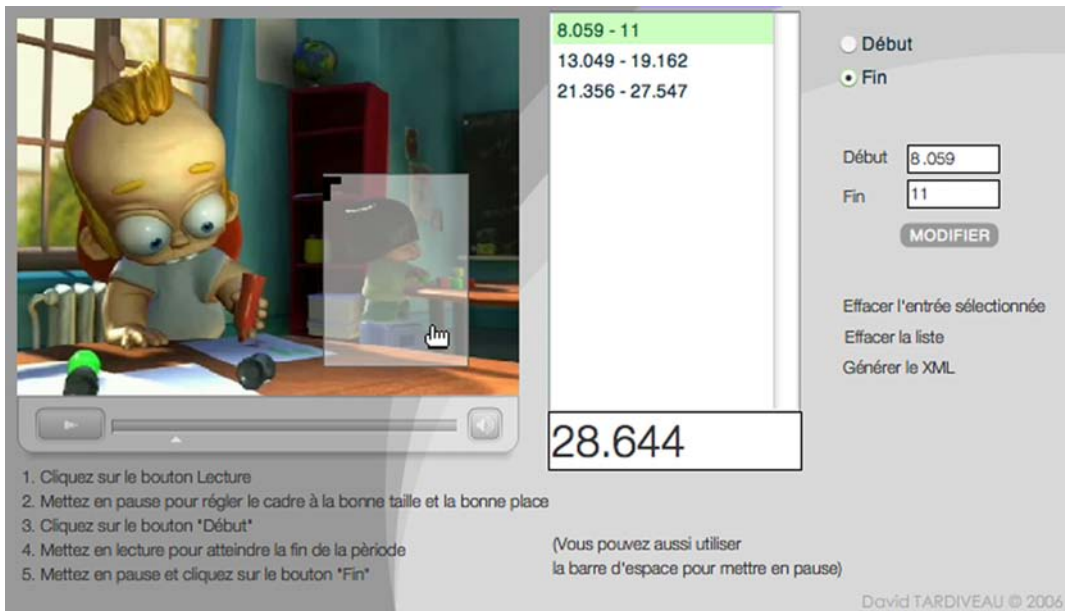 8.059 - 11
13.049 - 19.162
21.356 - 27.547
Début
Fin
Début 8.059
Fin 11
MODIFIER
Effacer l'entrée sélectionnée
Effacer la liste
Générer le XML
28.644
1. Cliquez sur le bouton Lecture
2. Mettez en pause pour régler le cadre à la bonne taille et la bonne place
3. Cliquez sur le bouton "Début"
4. Mettez en lecture pour atteindre la fin de la pèriode
5. Mettez en pause et cliquez sur le bouton "Fin"
(Vous pouvez aussi utiliser
la barre d'espace pour mettre en pause)
David TARDIVEAU © 2006